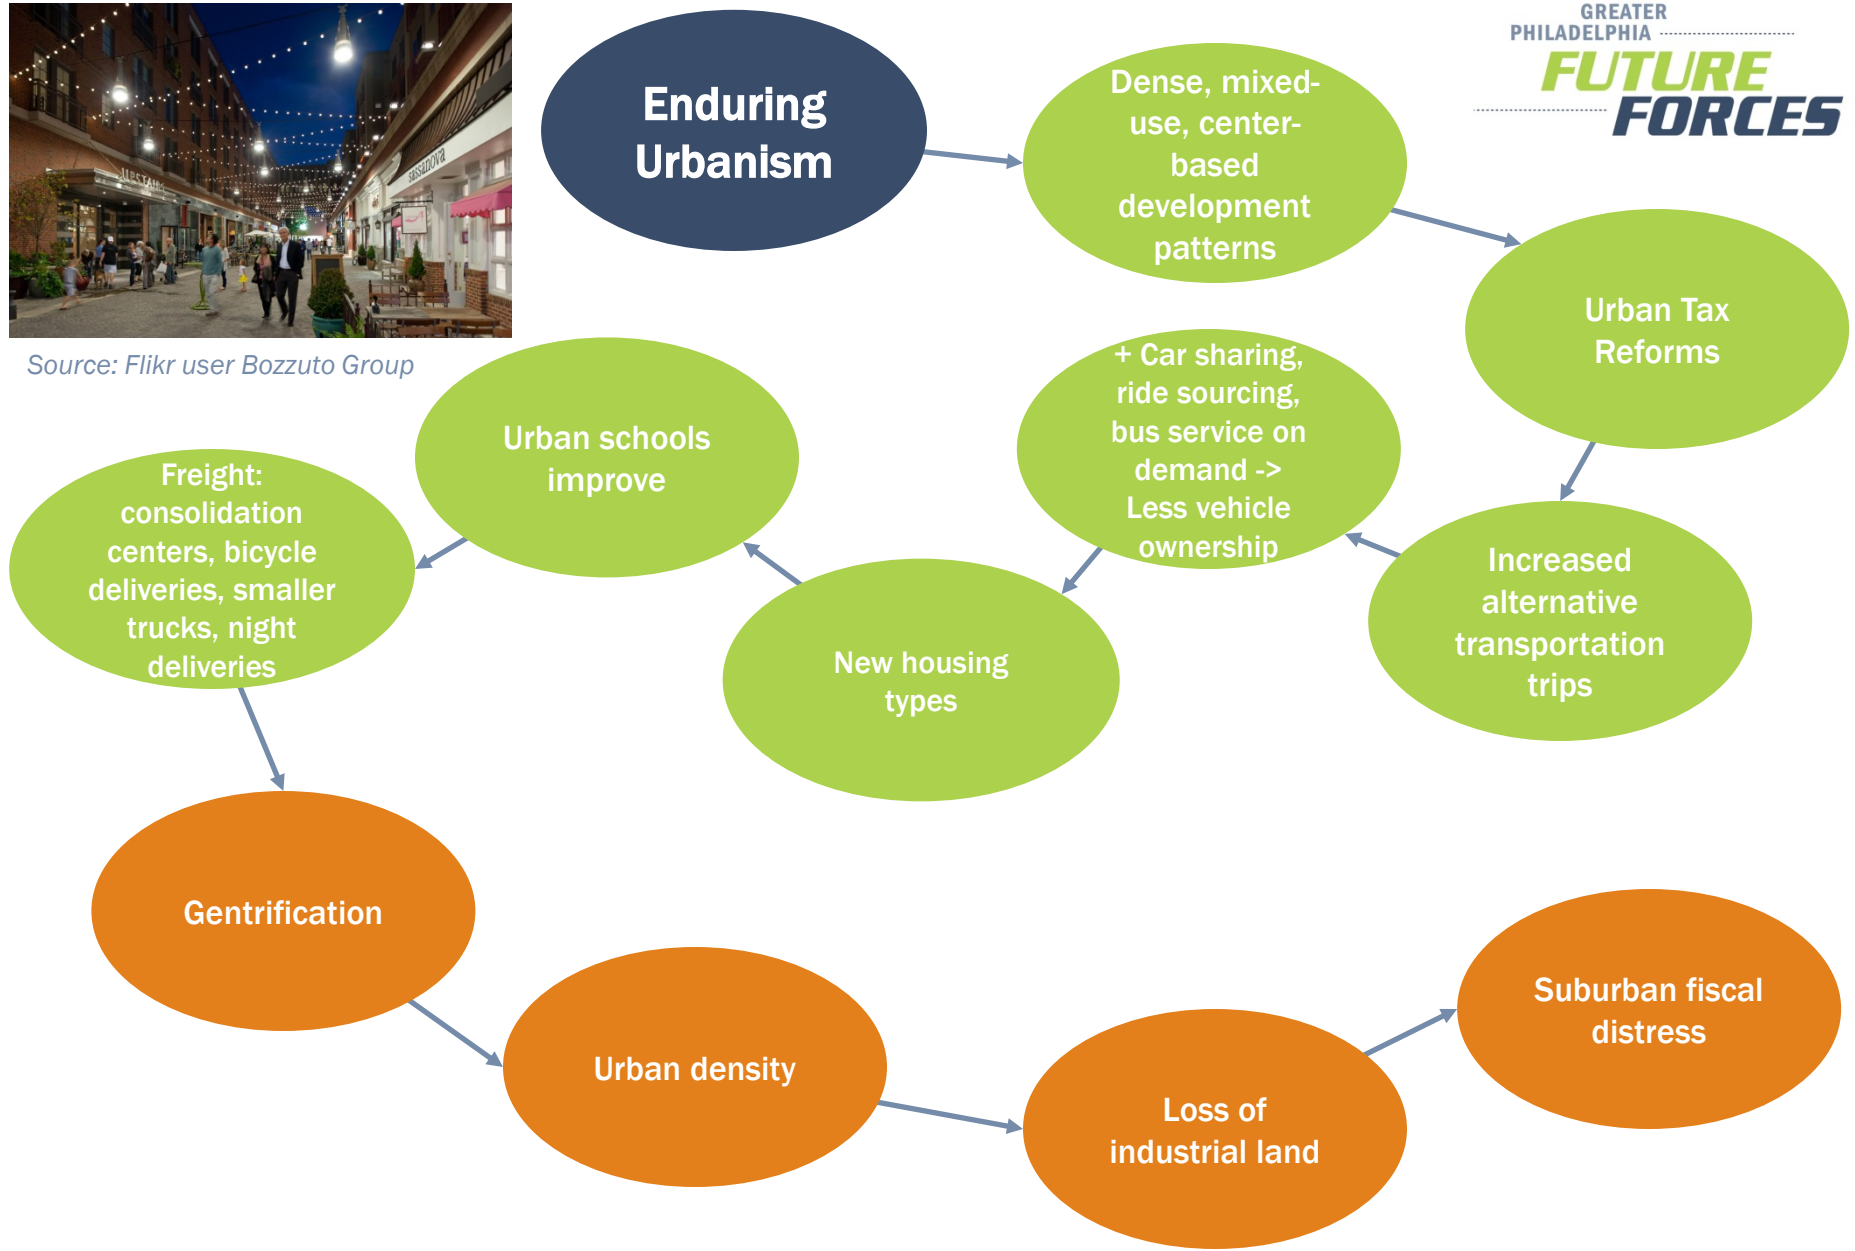 GREATER
PHILADELPHIA
FUTURE
FORCES
Enduring
Urbanism
Dense, mixed-
use, center-
based
development
patterns
Urban Tax
Reforms
sassanova
Source: Flikr user Bozzuto Group
Increased
alternative
transportation
trips
+ Car sharing,
ride sourcing,
bus service on
demand ->
Less vehicle
ownership
New housing
types
Urban schools
improve
Freight:
consolidation
centers, bicycle
deliveries, smaller
trucks, night
deliveries
Gentrification
Urban density
Loss of
industrial land
Suburban fiscal
distress